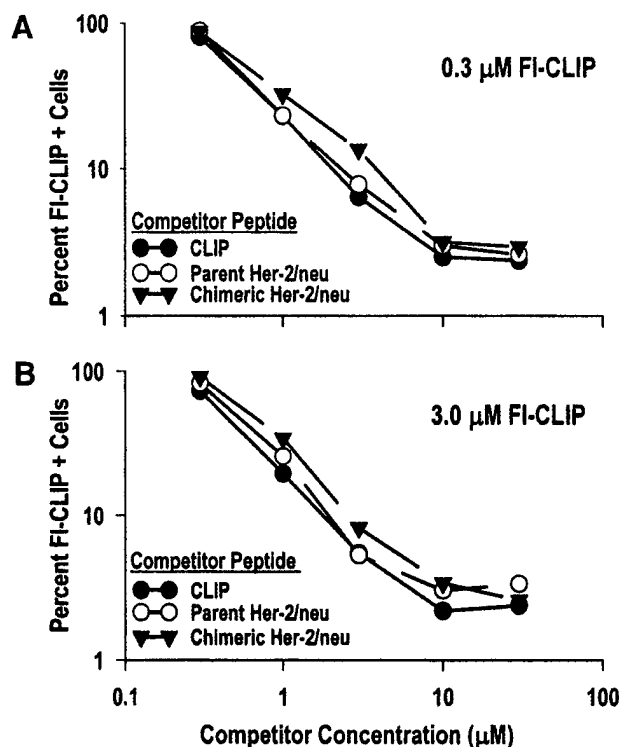 A
100
10
1
Percent Fl-CLIP + Cells
0.3 μM Fl-CLIP
Competitor Peptide
CLIP
Parent Her-2/neu
Chimeric Her-2/neu
B
100
10
1
Percent Fl-CLIP + Cells
3.0 μM Fl-CLIP
Competitor Peptide
CLIP
Parent Her-2/neu
Chimeric Her-2/neu
0.1 1 10 100
Competitor Concentration (μM)